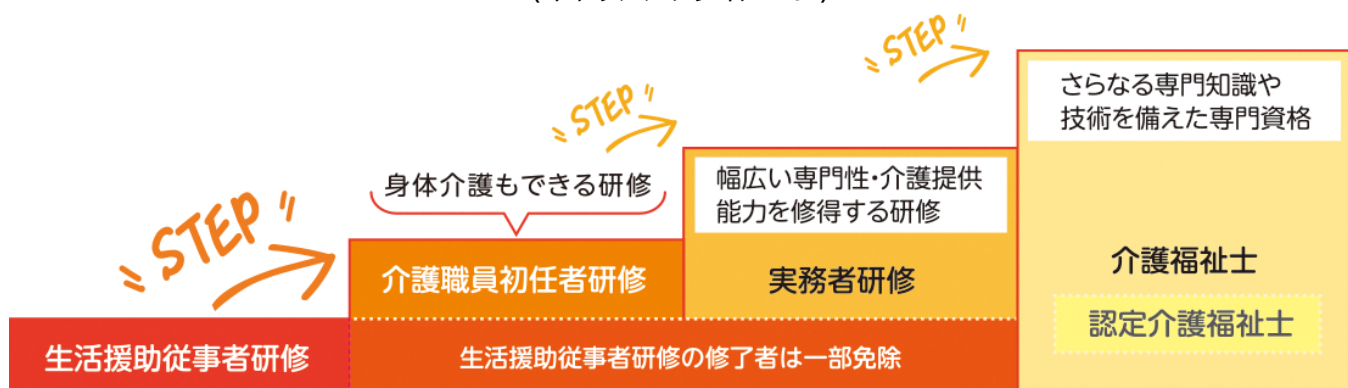 STEP
さらなる専門知識や
技術を備えた専門資格
STEP
幅広い専門性・介護提供
能力を修得する研修
身体介護もできる研修
STEP
介護福祉士
介護職員初任者研修
実務者研修
認定介護福祉士
生活援助従事者研修
生活援助従事者研修の修了者は一部免除